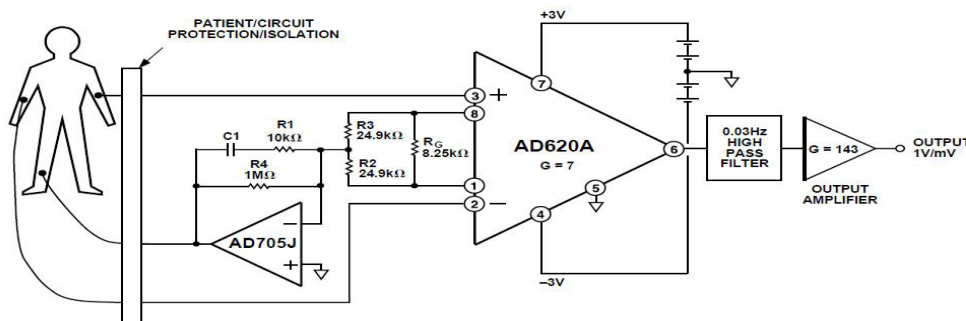 PATIENT/CIRCUIT
PROTECTION/ISOLATION
+3V
3
+
7
8
C1
R1
10kΩ
R3
24.9kΩ
RG
8.25kΩ
R4
1MΩ
R2
24.9kΩ
AD620A
G = 7
6
0.03Hz
HIGH
PASS
FILTER
G = 143
OUTPUT
1V/mV
OUTPUT
AMPLIFIER
1
2
–
5
4
–
AD705J
+
–3V